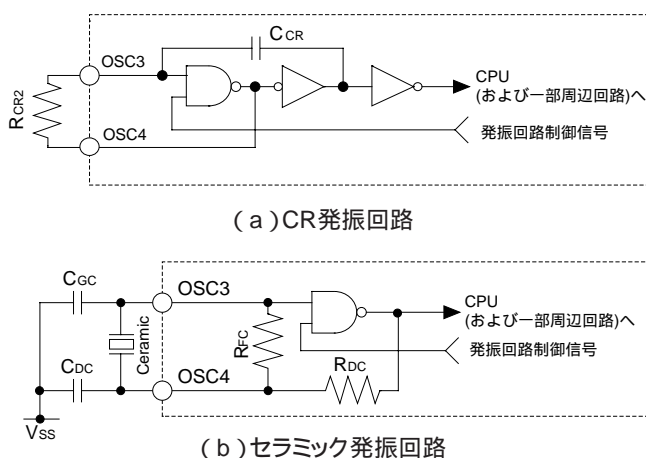 CCR
OSC3
RCR2
CPU
(および一部周辺回路)へ
OSC4
発振回路制御信号
(a)CR発振回路
CGC
OSC3
CPU
(および一部周辺回路)へ
Ceramic
RFC
発振回路制御信号
CDC
OSC4
RDC
VSS
(b)セラミック発振回路